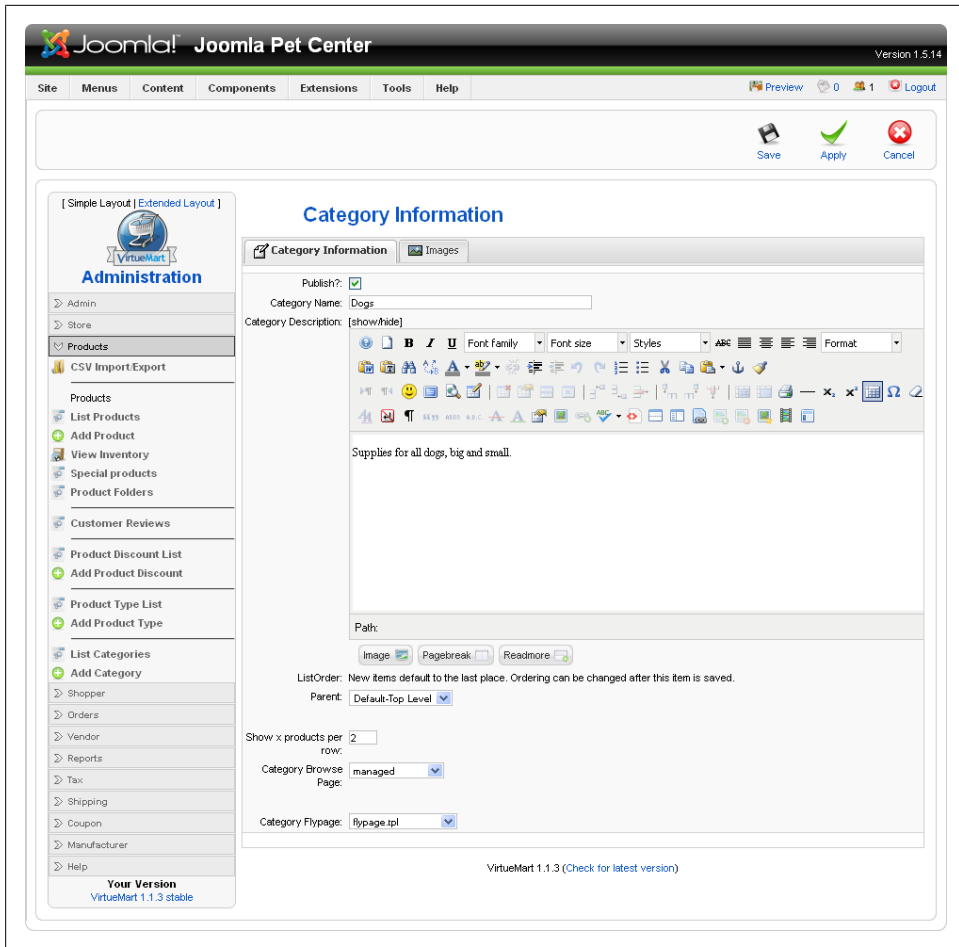 Joomla! Joomla Pet Center
Version 1.5.14
Site Menus Content Components Extensions Tools Help Preview 0 1 Logout
Save Apply Cancel
[ Simple Layout | Extended Layout ]
VirtueMart
Administration
Admin
Store
Products
CSV Import/Export
Products
List Products
Add Product
View Inventory
Special products
Product Folders
Customer Reviews
Product Discount List
Add Product Discount
Product Type List
Add Product Type
List Categories
Add Category
Shopper
Orders
Vendor
Reports
Tax
Shipping
Coupon
Manufacturer
Help
Your Version
VirtueMart 1.1.3 stable
Category Information
Category Information Images
Publish?:
Category Name: Dogs
Category Description: [show/hide]
B I U Font family Font size Styles ABC Format
Supplies for all dogs, big and small.
Path:
Image Pagebreak Readmore
ListOrder: New items default to the last place. Ordering can be changed after this item is saved.
Parent: Default-Top Level
Show x products per
row: 2
Category Browse
Page: managed
Category Flypage: flypage.tpl
VirtueMart 1.1.3 (Check for latest version)